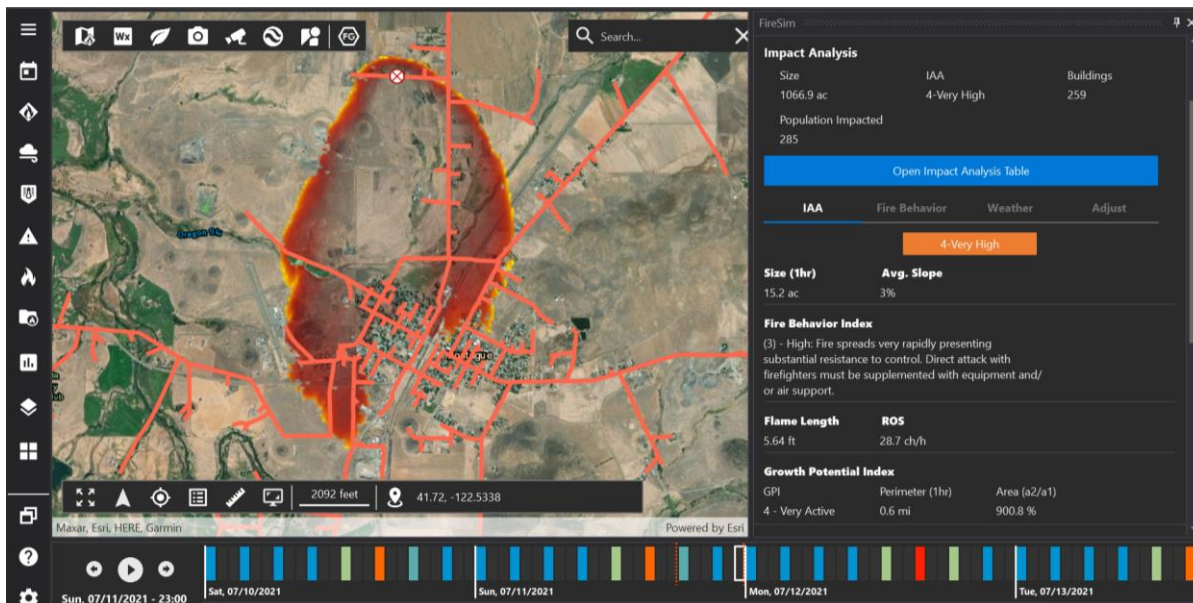 Wx
FG
Search...
Oregon St
Montague
2092 feet
41.72, -122.5338
Maxar, Esri, HERE, Garmin
Powered by Esri
FireSim
Impact Analysis
Size
IAA
Buildings
1066.9 ac
4-Very High
259
Population Impacted
285
Open Impact Analysis Table
IAA
Fire Behavior
Weather
Adjust
4-Very High
Size (1hr)
Avg. Slope
15.2 ac
3%
Fire Behavior Index
(3) - High: Fire spreads very rapidly presenting
substantial resistance to control. Direct attack with
firefighters must be supplemented with equipment and/
or air support.
Flame Length
ROS
5.64 ft
28.7 ch/h
Growth Potential Index
GPI
Perimeter (1hr)
Area (a2/a1)
4 - Very Active
0.6 mi
900.8 %
Sun, 07/11/2021 - 23:00
Sat, 07/10/2021
Sun, 07/11/2021
Mon, 07/12/2021
Tue, 07/13/2021